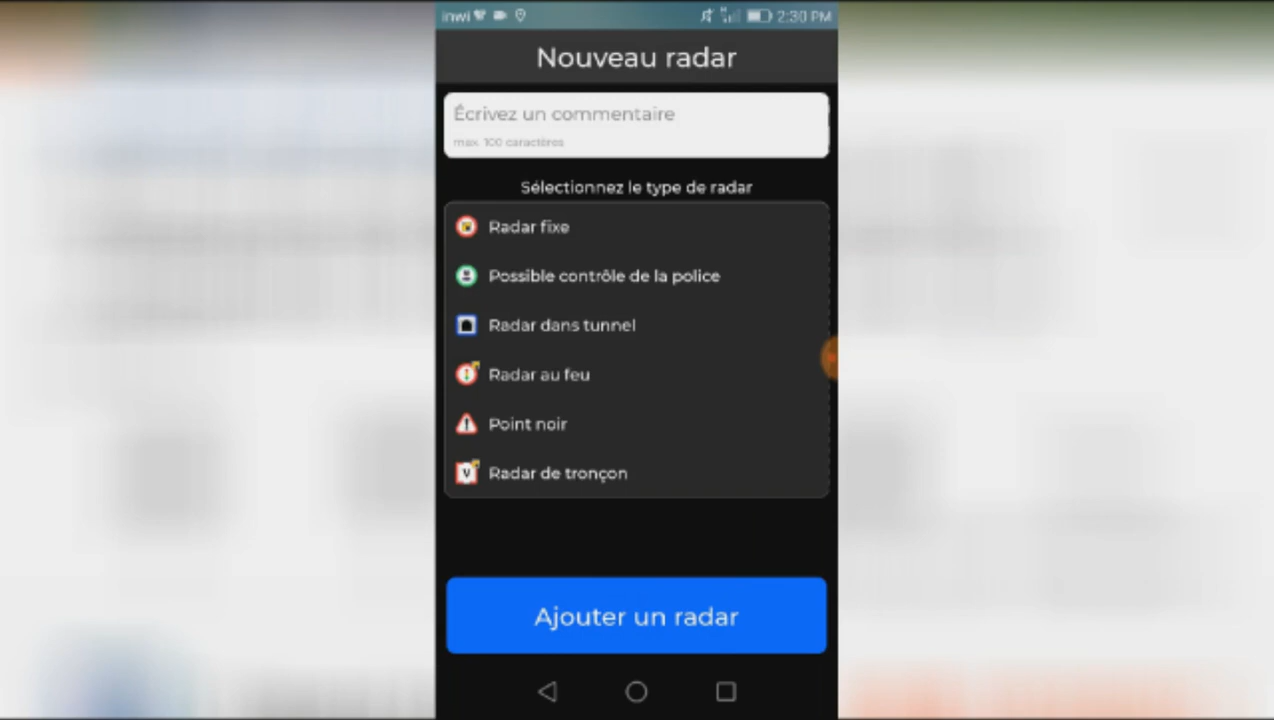 inwi 2:30 PM
Nouveau radar
Écrivez un commentaire
max. 100 caractères
Sélectionnez le type de radar
Radar fixe
Possible contrôle de la police
Radar dans tunnel
Radar au feu
Point noir
Radar de tronçon
Ajouter un radar